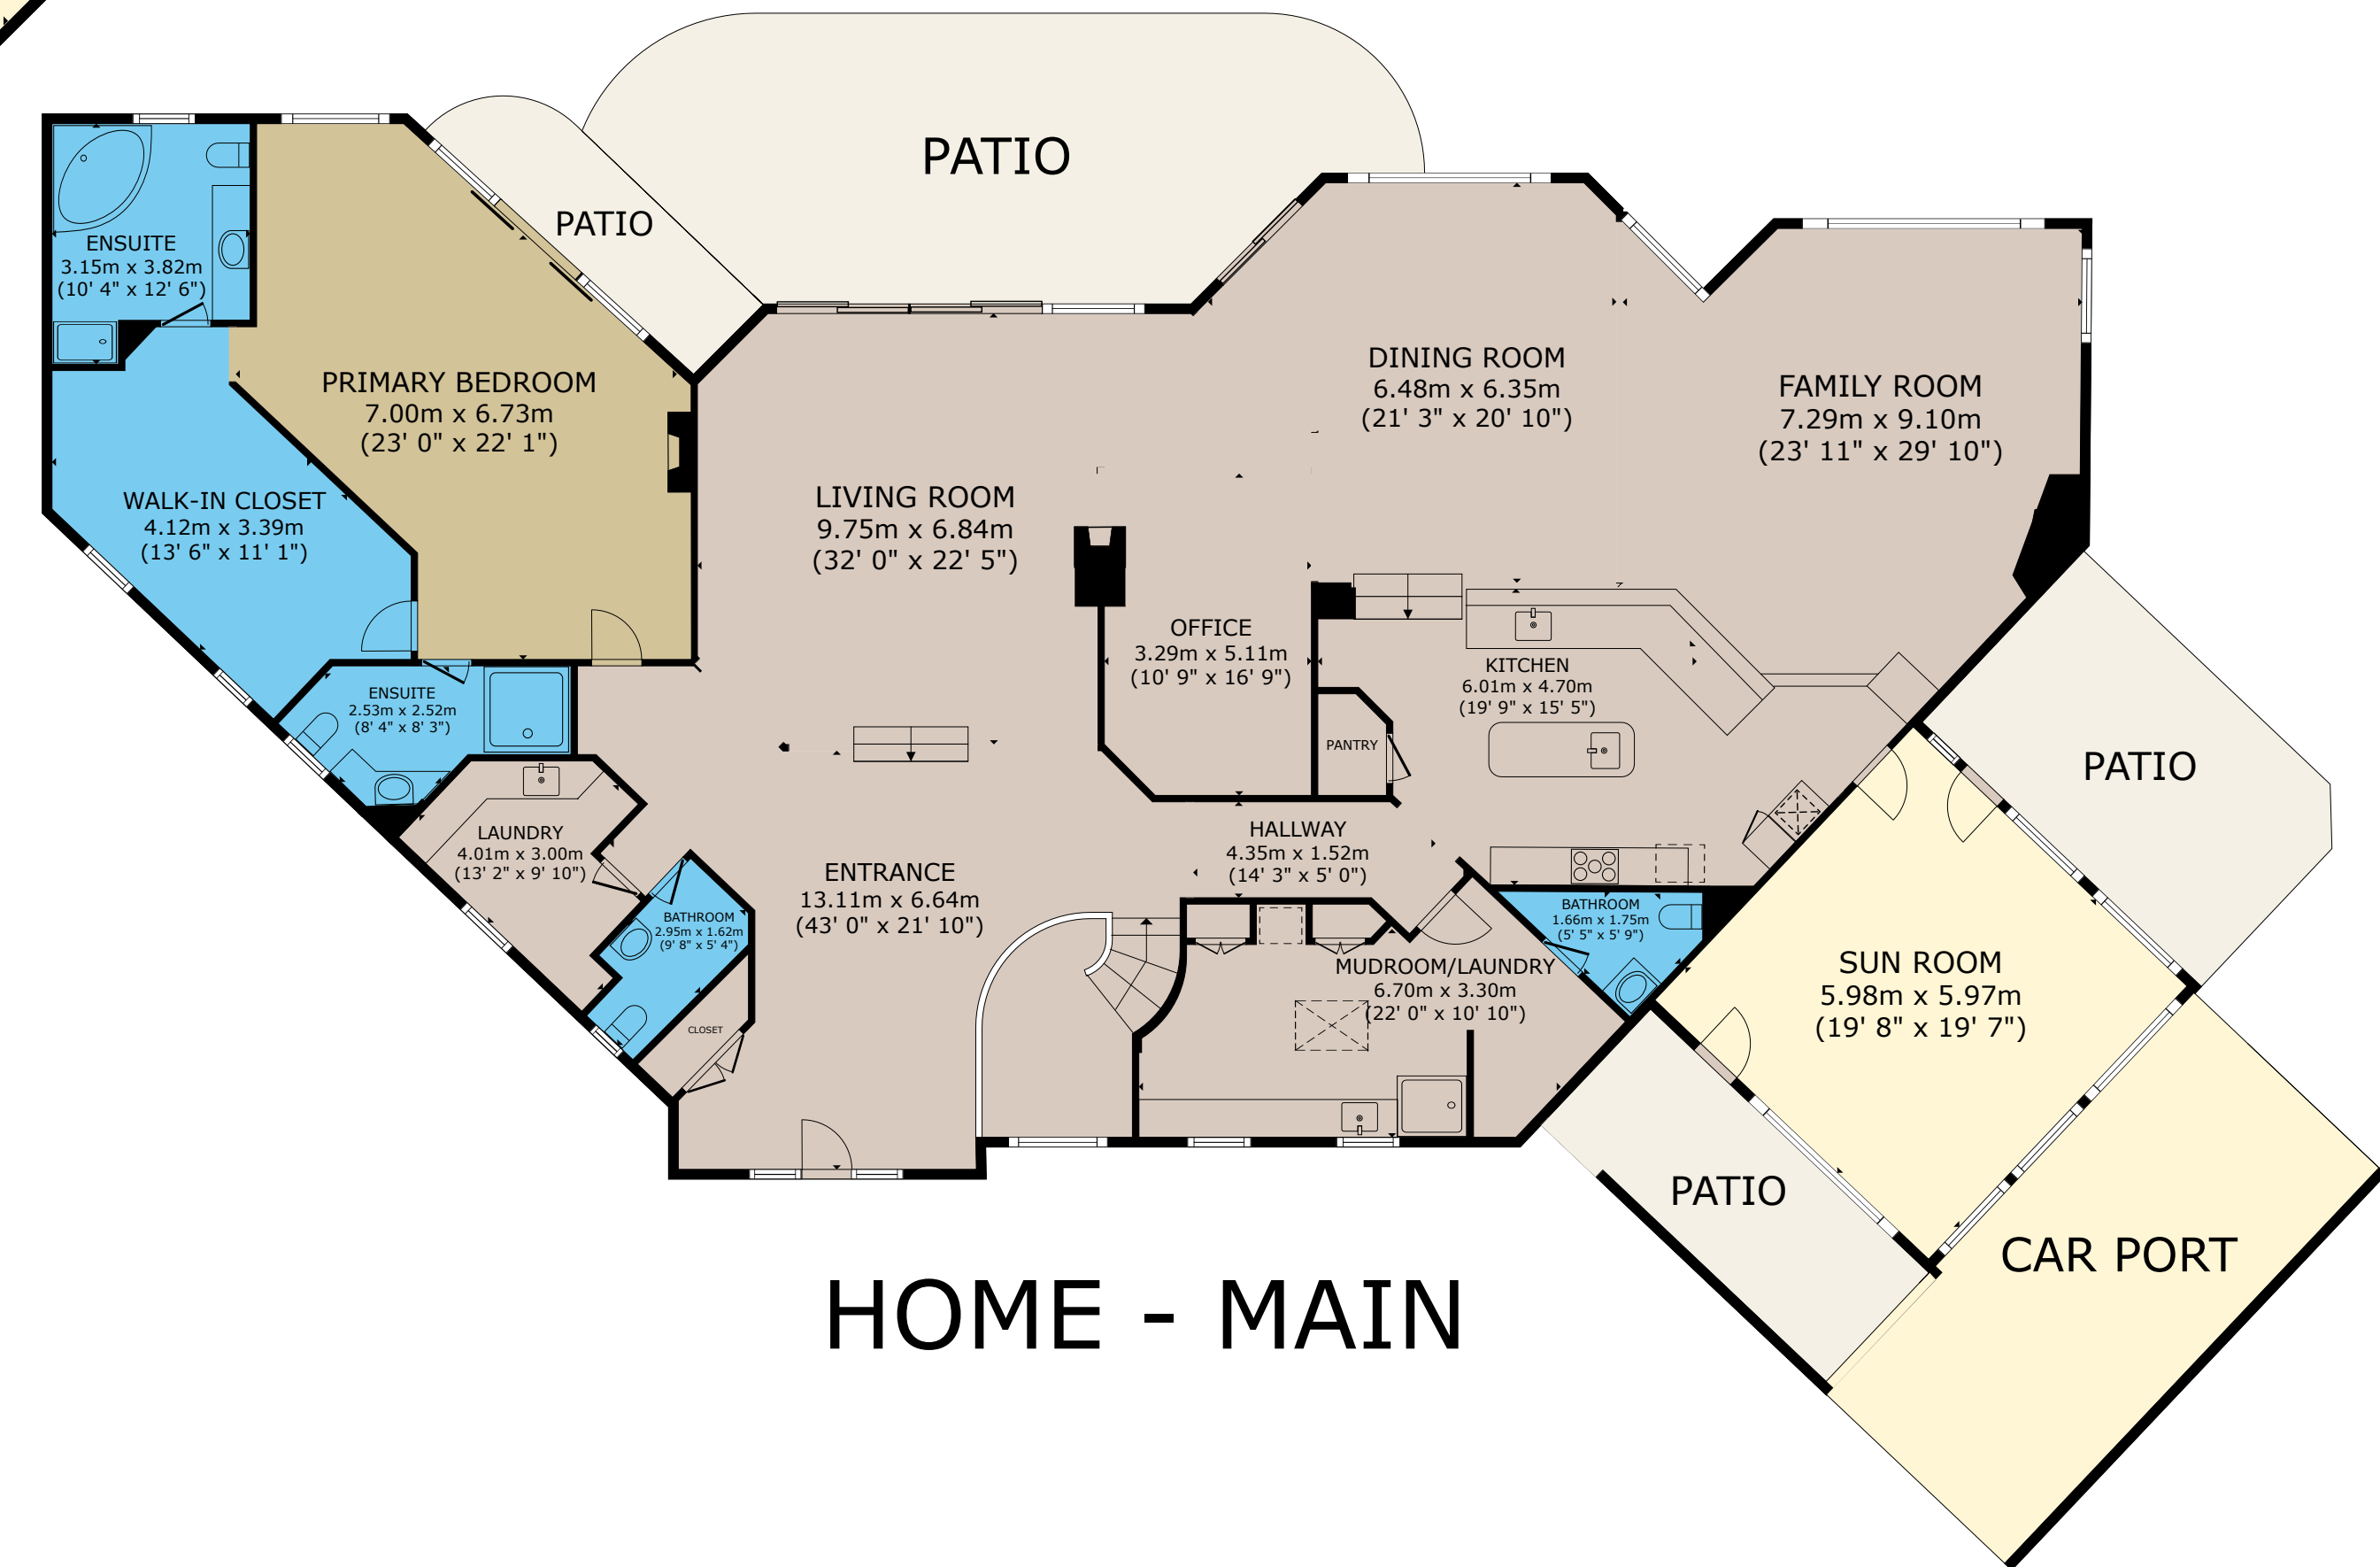 PATIO
PATIO
ENSUITE
3.15m x 3.82m
(10' 4" x 12' 6")
PRIMARY BEDROOM
7.00m x 6.73m
(23' 0" x 22' 1")
DINING ROOM
6.48m x 6.35m
(21' 3" x 20' 10")
FAMILY ROOM
7.29m x 9.10m
(23' 11" x 29' 10")
WALK-IN CLOSET
4.12m x 3.39m
(13' 6" x 11' 1")
LIVING ROOM
9.75m x 6.84m
(32' 0" x 22' 5")
OFFICE
3.29m x 5.11m
(10' 9" x 16' 9")
KITCHEN
6.01m x 4.70m
(19' 9" x 15' 5")
ENSUITE
2.53m x 2.52m
(8' 4" x 8' 3")
PANTRY
PATIO
LAUNDRY
4.01m x 3.00m
(13' 2" x 9' 10")
HALLWAY
4.35m x 1.52m
(14' 3" x 5' 0")
ENTRANCE
13.11m x 6.64m
(43' 0" x 21' 10")
BATHROOM
2.95m x 1.62m
(9' 8" x 5' 4")
BATHROOM
1.66m x 1.75m
(5' 5" x 5' 9")
MUDROOM/LAUNDRY
6.70m x 3.30m
(22' 0" x 10' 10")
SUN ROOM
5.98m x 5.97m
(19' 8" x 19' 7")
CLOSET
PATIO
CAR PORT
HOME - MAIN